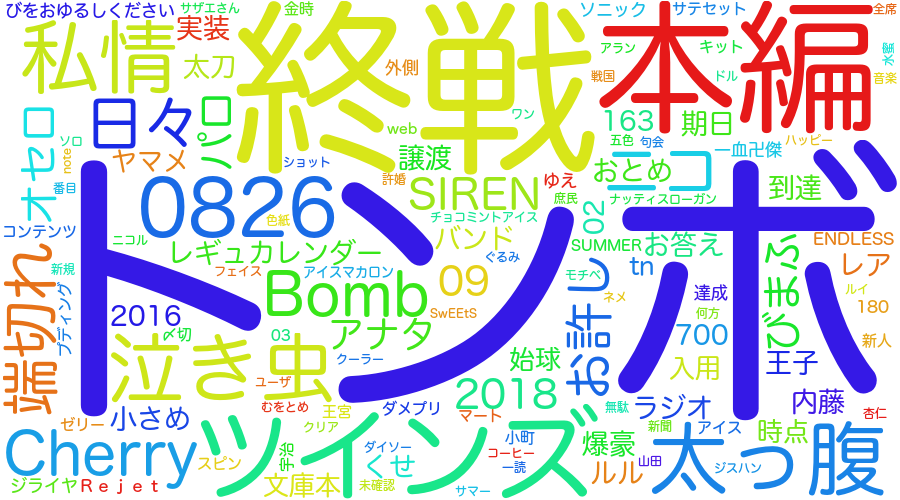 びをおゆるしください
サザエさん
金時
ソニック
サテセット
全席
私情
実装
終戦
本編
太刀
外側
アラン
キット
戦国
ドル
水蜜
音楽
日々
パロ
オセロ
ソロ
note
番目
ヤマメ
ショット
web
ワン
譲渡
163
期日
五色
句会
一血卍傑
ハッピー
おとめ
ニコ
到達
ゆえ
許婚
SIREN
庶民
ナッティスローガン
チョコミントアイス
0826
色紙
コンテンツ
ニコル
レギュカレンダー
バンド
ぐるみ
SUMMER
02
お答え
ENDLESS
トンボ
端切れ
新規
プディング
フェイス
アイスマカロン
09
モチベ
tn
レア
びまふ
達成
ルイ
180
Bomb
SwEEtS
お許し
ネメ
何方
2016
〆切
03
アナタ
700
新人
泣き虫
クーラー
始球
入用
王子
ユーザ
2018
小さめ
むをとめ
王宮
ダメプリ
マート
無駄
ラジオ
内藤
杏仁
ゼリー
クリア
新聞
アイス
時点
Cherry
ツインズ
宇治
ダイソー
小町
コーヒー
爆豪
太っ腹
スピン
くせ
一読
ルル
山田
ジスハン
ジライヤ
Ｒｅｊｅｔ
文庫本
未確認
サマー